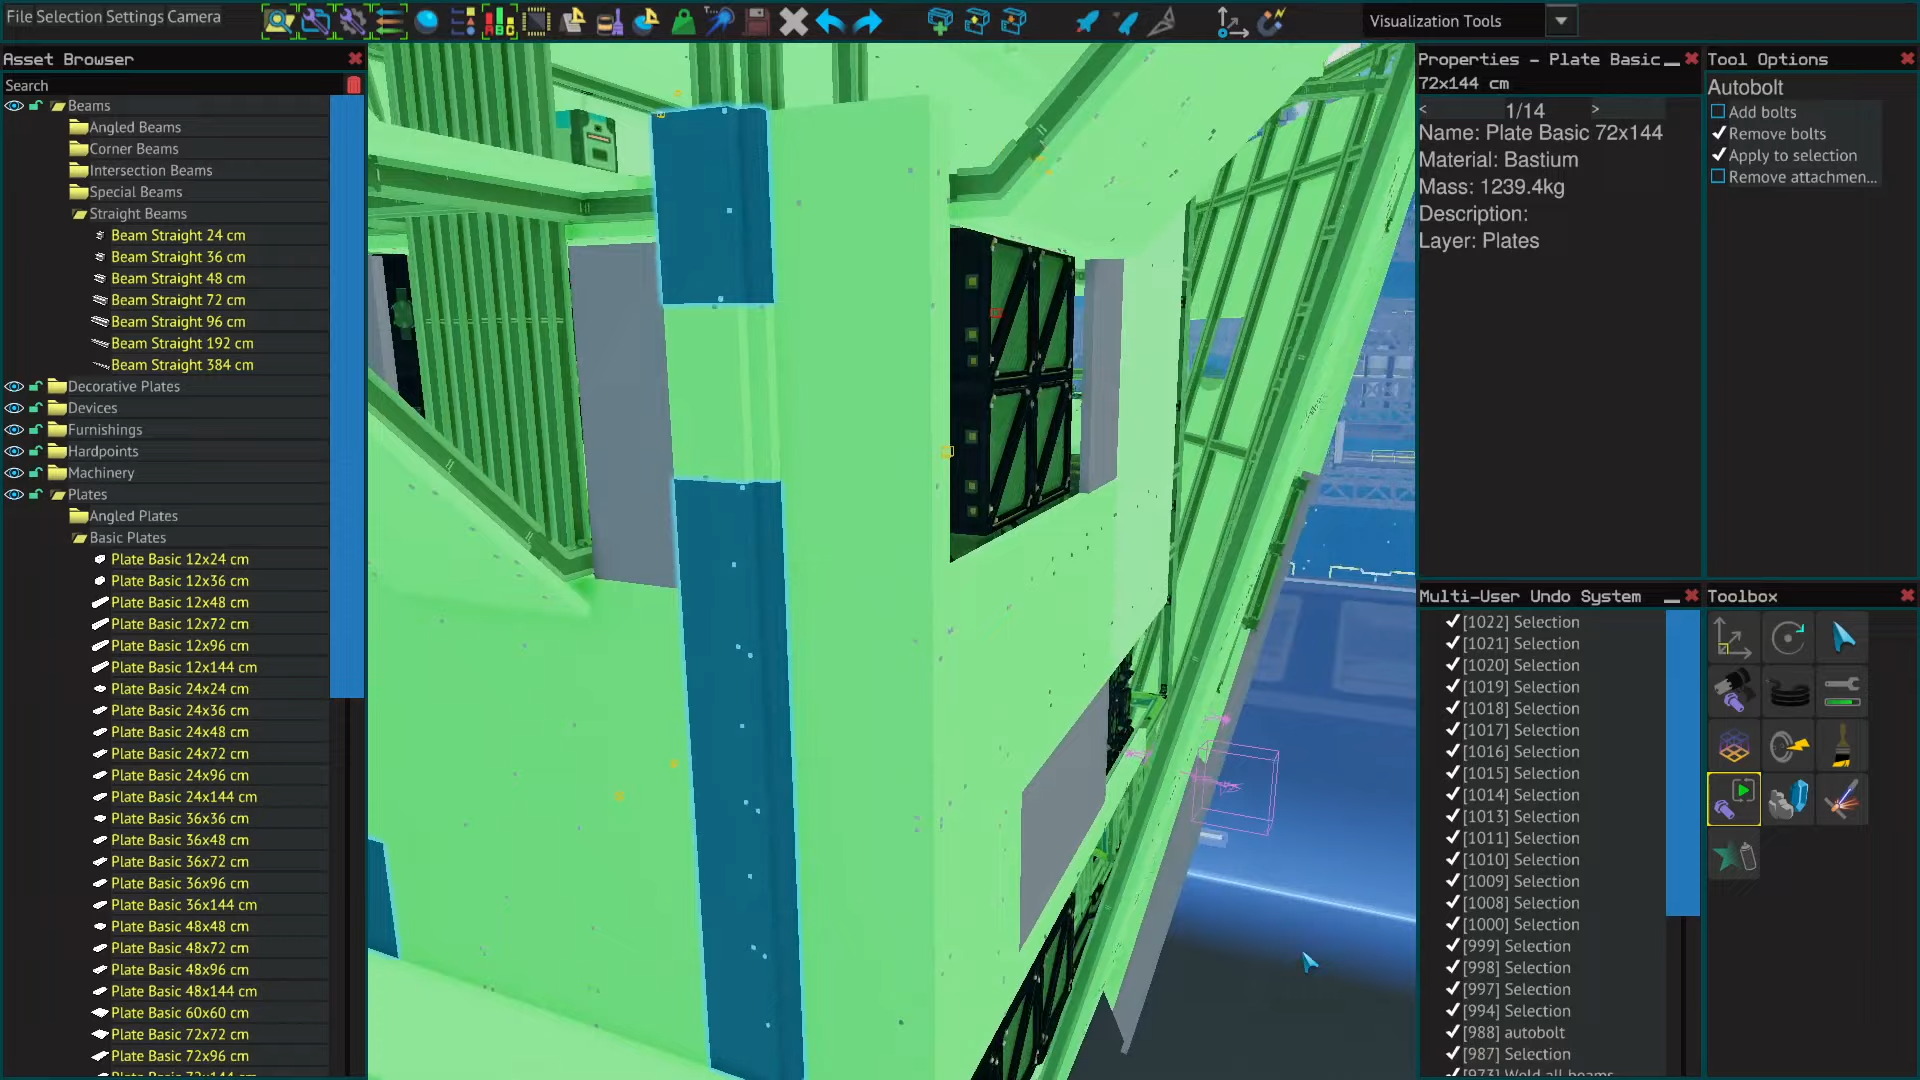 File Selection Settings Camera
ABC
Visualization Tools
Asset Browser
Search
Beams
Angled Beams
Corner Beams
Intersection Beams
Special Beams
Straight Beams
Beam Straight 24 cm
Beam Straight 36 cm
Beam Straight 48 cm
Beam Straight 72 cm
Beam Straight 96 cm
Beam Straight 192 cm
Beam Straight 384 cm
Decorative Plates
Devices
Furnishings
Hardpoints
Machinery
Plates
Angled Plates
Basic Plates
Plate Basic 12x24 cm
Plate Basic 12x36 cm
Plate Basic 12x48 cm
Plate Basic 12x72 cm
Plate Basic 12x96 cm
Plate Basic 12x144 cm
Plate Basic 24x24 cm
Plate Basic 24x36 cm
Plate Basic 24x48 cm
Plate Basic 24x72 cm
Plate Basic 24x96 cm
Plate Basic 24x144 cm
Plate Basic 36x36 cm
Plate Basic 36x48 cm
Plate Basic 36x72 cm
Plate Basic 36x96 cm
Plate Basic 36x144 cm
Plate Basic 48x48 cm
Plate Basic 48x72 cm
Plate Basic 48x96 cm
Plate Basic 48x144 cm
Plate Basic 60x60 cm
Plate Basic 72x72 cm
Plate Basic 72x96 cm
Plate Basic 72x144 cm
Properties - Plate Basic
72x144 cm
< 1/14 >
Name: Plate Basic 72x144
Material: Bastium
Mass: 1239.4kg
Description:
Layer: Plates
Tool Options
Autobolt
Add bolts
Remove bolts
Apply to selection
Remove attachmen...
Multi-User Undo System
[1022] Selection
[1021] Selection
[1020] Selection
[1019] Selection
[1018] Selection
[1017] Selection
[1016] Selection
[1015] Selection
[1014] Selection
[1013] Selection
[1011] Selection
[1010] Selection
[1009] Selection
[1008] Selection
[1000] Selection
[999] Selection
[998] Selection
[997] Selection
[994] Selection
[988] autobolt
[987] Selection
[973] Weld all beams
Toolbox